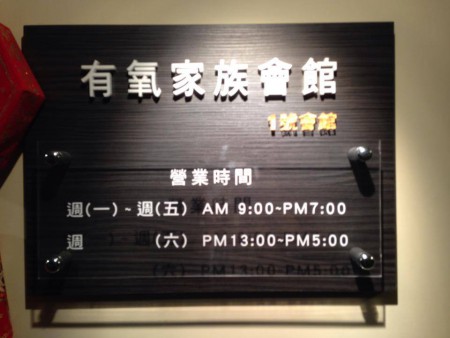 有氧家族會館
1號會館
營業時間
週(一)~週(五) AM 9:00~PM7:00
週 (六) PM13:00~PM5:00